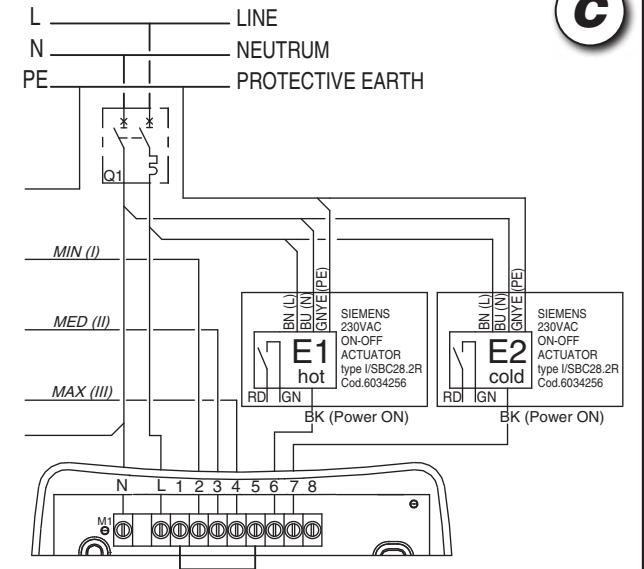 C
L LINE
N NEUTRUM
PE PROTECTIVE EARTH
Q1
MIN (I)
MED (II)
MAX (III)
BN (L)
BU (N)
GNYE (PE)
E1
hot
RD GN
SIEMENS
230VAC
ON-OFF
ACTUATOR
type I/SBC28.2R
Cod.6034256
BK (Power ON)
BN (L)
BU (N)
GNYE (PE)
E2
cold
RD GN
SIEMENS
230VAC
ON-OFF
ACTUATOR
type I/SBC28.2R
Cod.6034256
BK (Power ON)
N L 1 2 3 4 5 6 7 8
M1